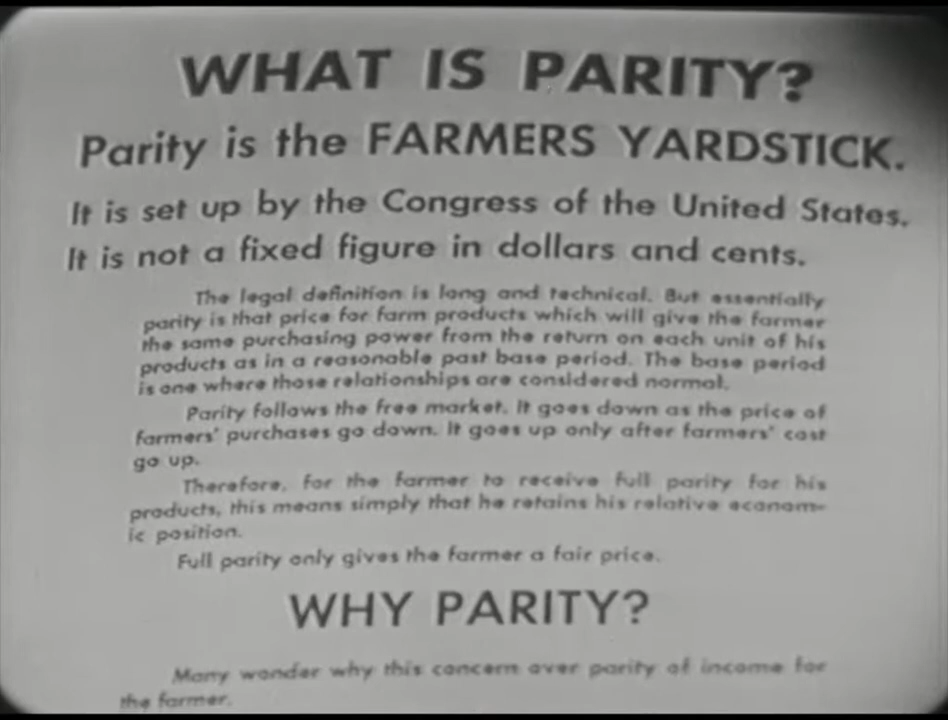 WHAT IS PARITY?
Parity is the FARMERS YARDSTICK.
It is set up by the Congress of the United States.
It is not a fixed figure in dollars and cents.
The legal definition is long and technical. But essentially
parity is that price for farm products which will give the farmer
the same purchasing power from the return on each unit of his
products as in a reasonable past base period. The base period
is one where those relationships are considered normal.
Parity follows the free market. It goes down as the price of
farmers' purchases go down. It goes up only after farmers' cost
go up.
Therefore, for the farmer to receive full parity for his
products, this means simply that he retains his relative econom-
ic position.
Full parity only gives the farmer a fair price.
WHY PARITY?
Many wonder why this concern over parity of income for
the farmer.